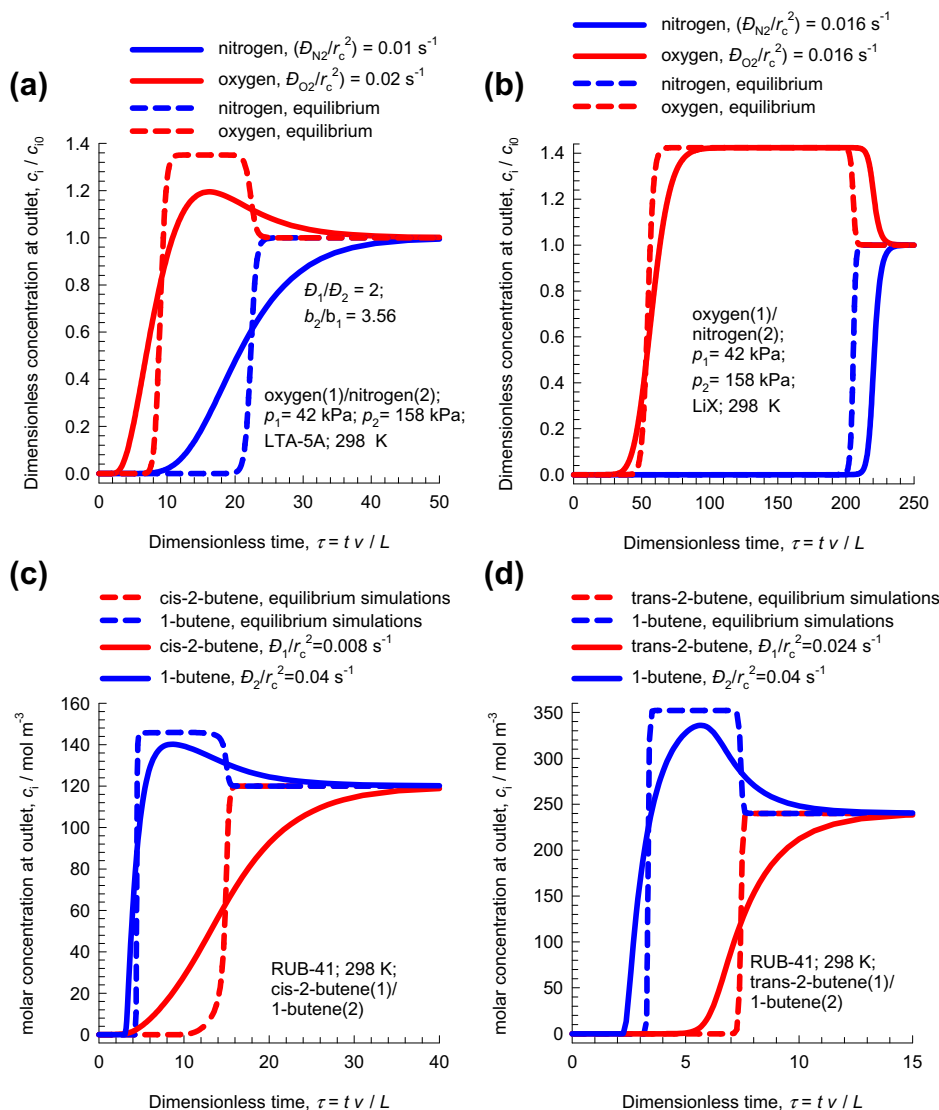 (a)
nitrogen, (Ð_N2/r_c^2) = 0.01 s^-1
oxygen, Ð_O2/r_c^2) = 0.02 s^-1
nitrogen, equilibrium
oxygen, equilibrium
Dimensionless concentration at outlet, c_i / c_i0
1.4
1.2
1.0
0.8
0.6
0.4
0.2
0.0
Ð_1/Ð_2 = 2;
b_2/b_1 = 3.56
oxygen(1)/nitrogen(2);
p_1= 42 kPa; p_2= 158 kPa;
LTA-5A; 298 K
0 10 20 30 40 50
Dimensionless time, τ = t v / L
(b)
nitrogen, (Ð_N2/r_c^2) = 0.016 s^-1
oxygen, Ð_O2/r_c^2) = 0.016 s^-1
nitrogen, equilibrium
oxygen, equilibrium
Dimensionless concentration at outlet, c_i / c_i0
1.4
1.2
1.0
0.8
0.6
0.4
0.2
0.0
oxygen(1)/
nitrogen(2);
p_1= 42 kPa;
p_2= 158 kPa;
LiX; 298 K
0 50 100 150 200 250
Dimensionless time, τ = t v / L
(c)
cis-2-butene, equilibrium simulations
1-butene, equilibrium simulations
cis-2-butene, Ð_1/r_c^2=0.008 s^-1
1-butene, Ð_2/r_c^2=0.04 s^-1
molar concentration at outlet, c_i / mol m^-3
160
140
120
100
80
60
40
20
0
RUB-41; 298 K;
cis-2-butene(1)/
1-butene(2)
0 10 20 30 40
Dimensionless time, τ = t v / L
(d)
trans-2-butene, equilibrium simulations
1-butene, equilibrium simulations
trans-2-butene, Ð_1/r_c^2=0.024 s^-1
1-butene, Ð_2/r_c^2=0.04 s^-1
molar concentration at outlet, c_i / mol m^-3
350
300
250
200
150
100
50
0
RUB-41; 298 K;
trans-2-butene(1)/
1-butene(2)
0 5 10 15
Dimensionless time, τ = t v / L